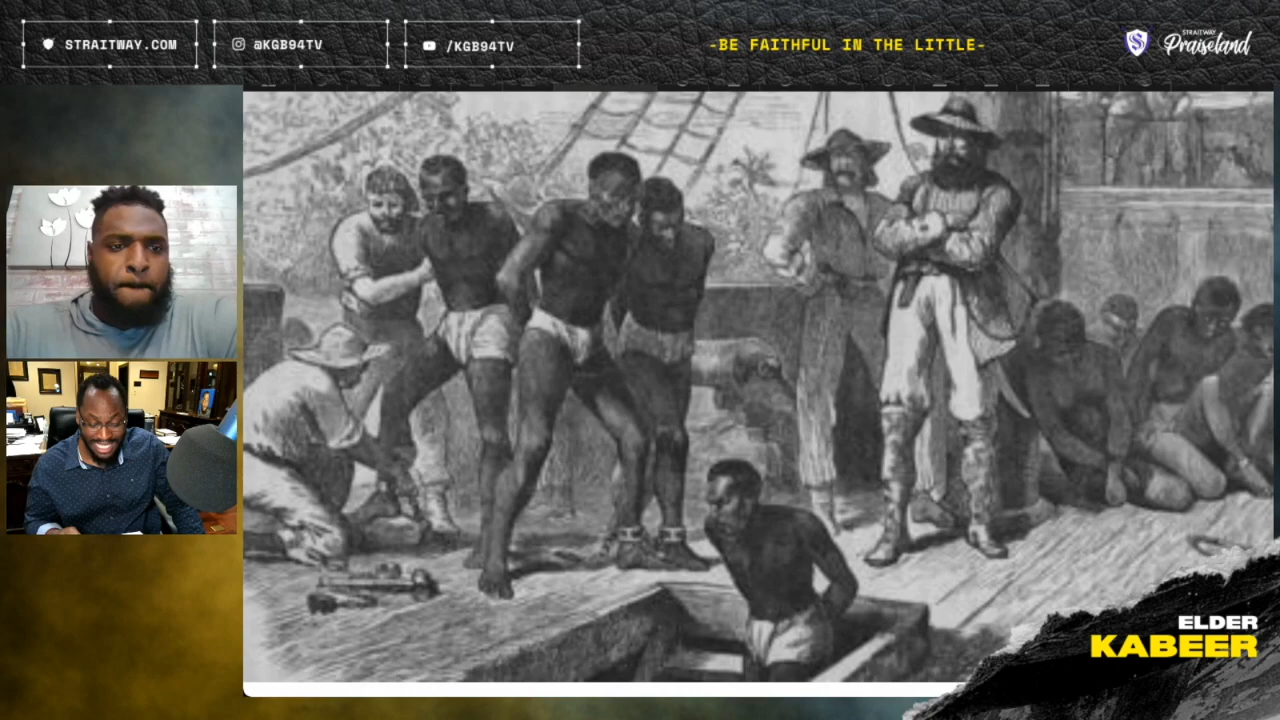 STRAITWAY.COM
@KGB94TV
/KGB94TV
-BE FAITHFUL IN THE LITTLE-
STRAITWAY
Praiseland
ELDER
KABEER